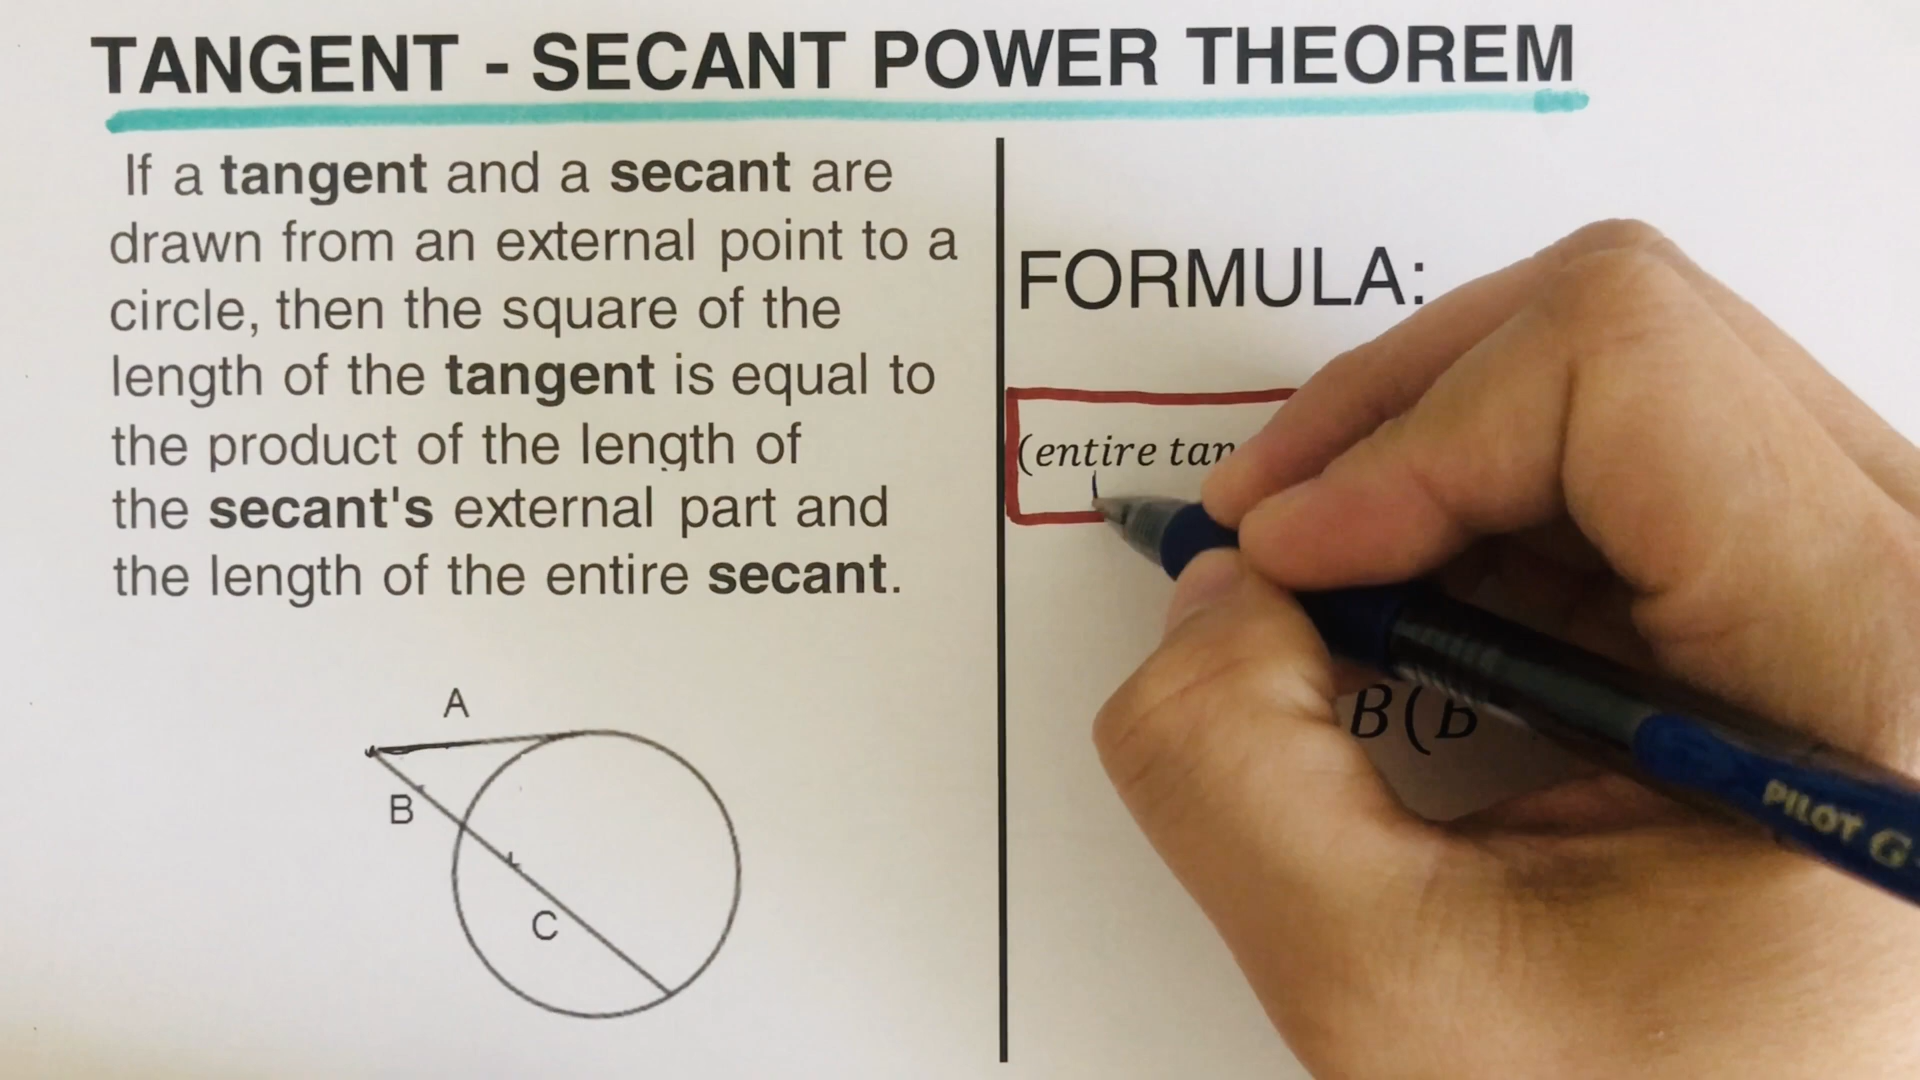 TANGENT - SECANT POWER THEOREM
If a tangent and a secant are
drawn from an external point to a
circle, then the square of the
length of the tangent is equal to
the product of the length of
the secant's external part and
the length of the entire secant.
A
B
C
FORMULA:
(entire tan
B(B
PILOT G